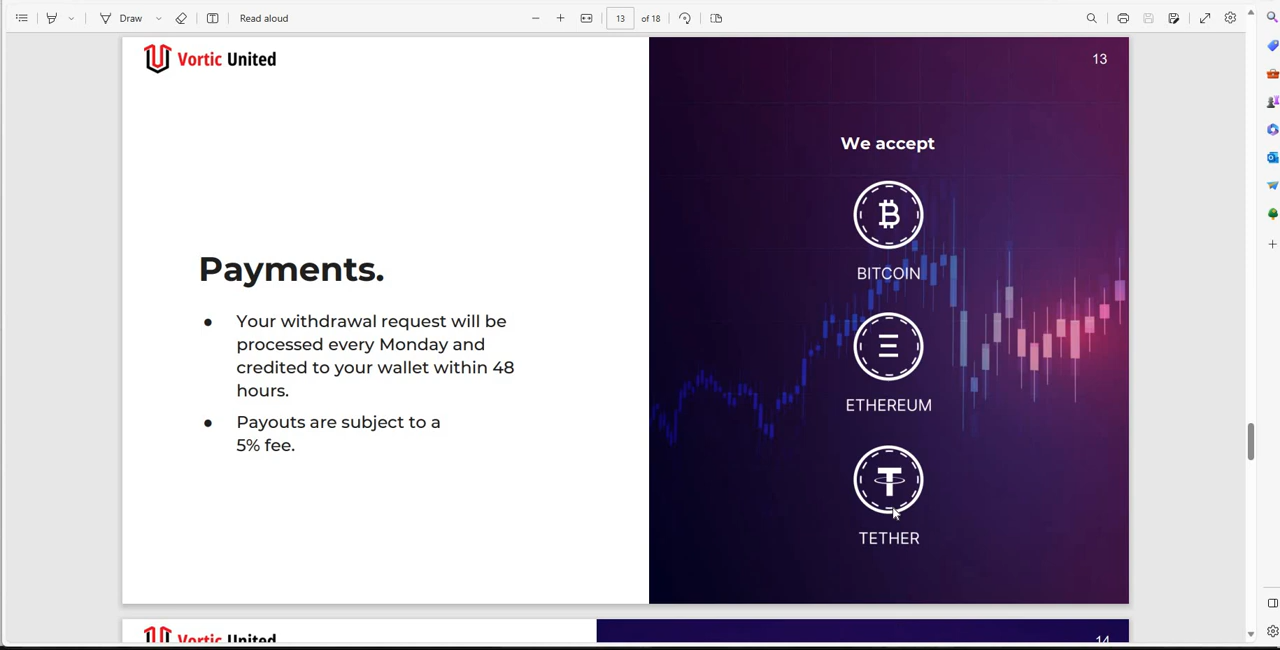 Draw
Read aloud
13
of 18
Vortic United
13
Payments.
● Your withdrawal request will be
processed every Monday and
credited to your wallet within 48
hours.
● Payouts are subject to a
5% fee.
We accept
BITCOIN
ETHEREUM
TETHER
Vortic United
14